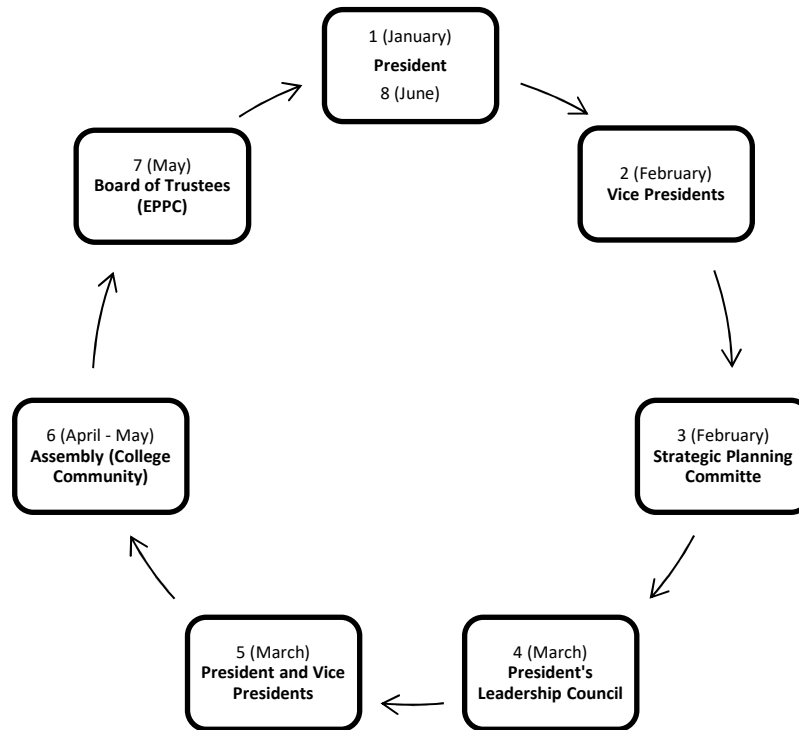 1 (January)
President
8 (June)
2 (February)
Vice Presidents
3 (February)
Strategic Planning
Committe
4 (March)
President's
Leadership Council
5 (March)
President and Vice
Presidents
6 (April - May)
Assembly (College
Community)
7 (May)
Board of Trustees
(EPPC)